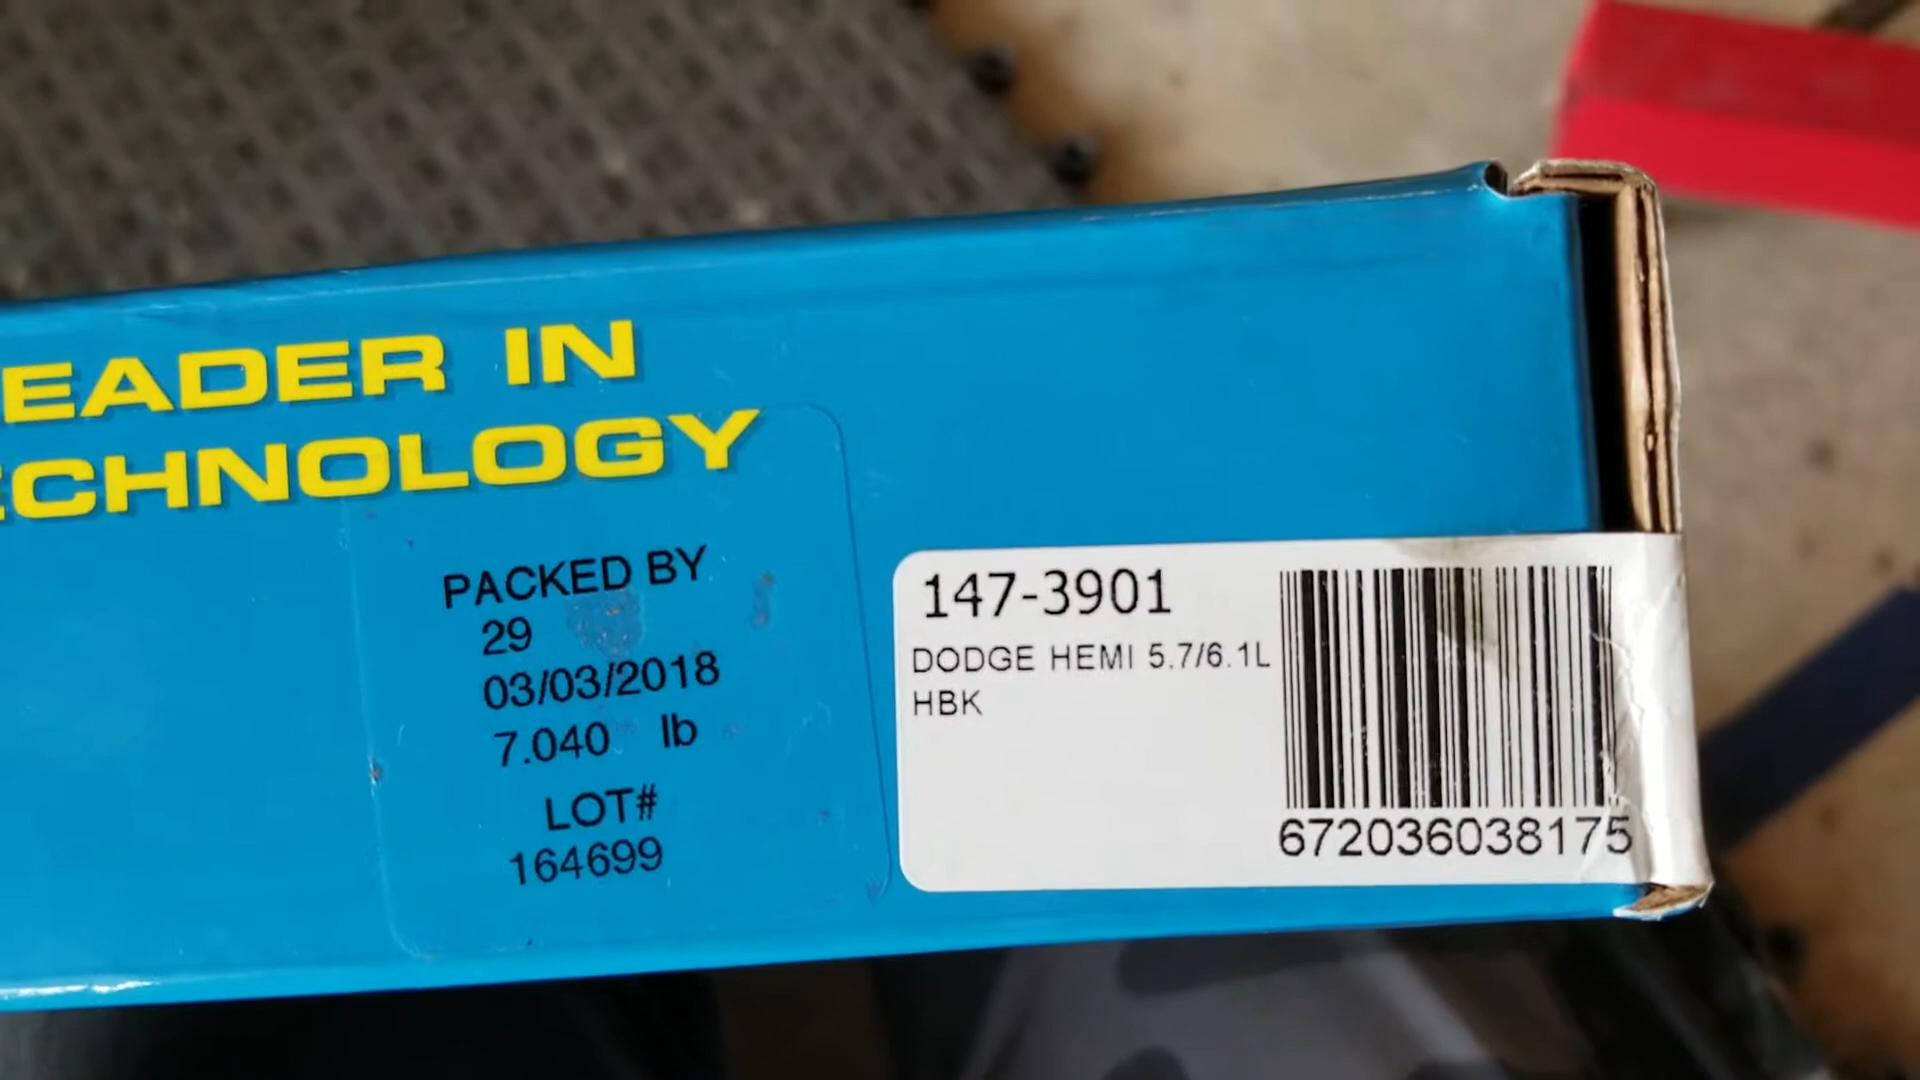 EADER IN
ECHNOLOGY
PACKED BY
29
03/03/2018
7.040 lb
LOT#
164699
147-3901
DODGE HEMI 5.7/6.1L
HBK
672036038175